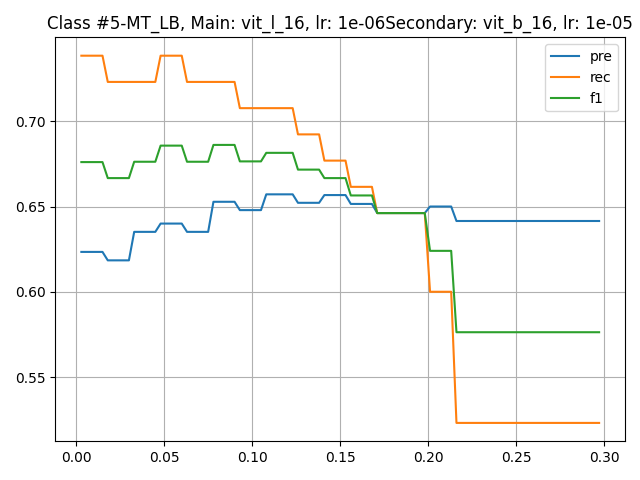 Class #5-MT_LB, Main: vit_l_16, lr: 1e-06Secondary: vit_b_16, lr: 1e-05
pre
rec
f1
0.70
0.65
0.60
0.55
0.00 0.05 0.10 0.15 0.20 0.25 0.30